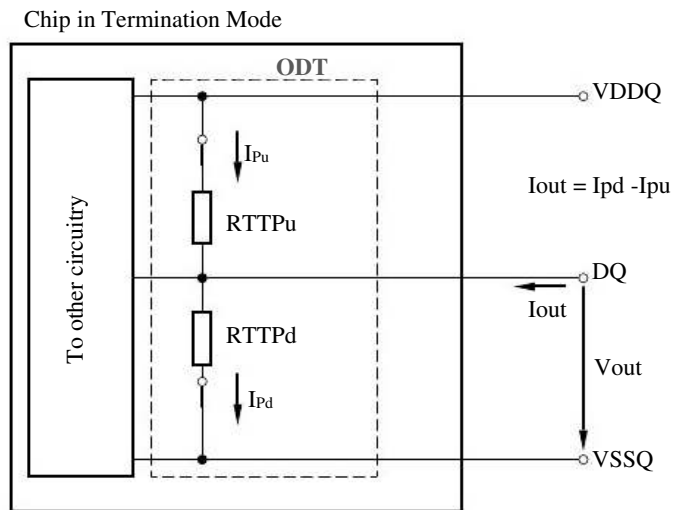 Chip in Termination Mode
ODT
VDDQ
IPu
Iout = Ipd -Ipu
RTTPu
To other circuitry
DQ
Iout
RTTPd
Vout
IPd
VSSQ